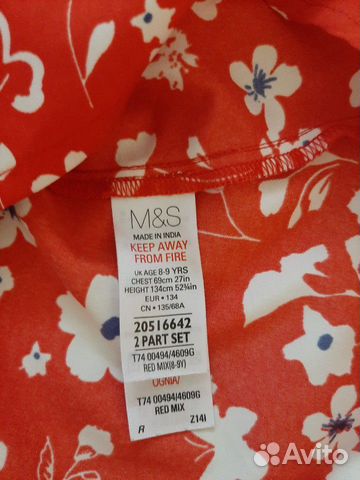 M&S
MADE IN INDIA
KEEP AWAY
FROM FIRE
UK AGE 8-9 YRS
CHEST 69cm 27in
HEIGHT 134cm 52¾in
EUR • 134
CN • 135/68A
20516642
2 PART SET
T74 00494/4609G
RED MIX(8-9Y)
OGNIA/
T74 00494/4609G
RED MIX
R Z14I
Avito